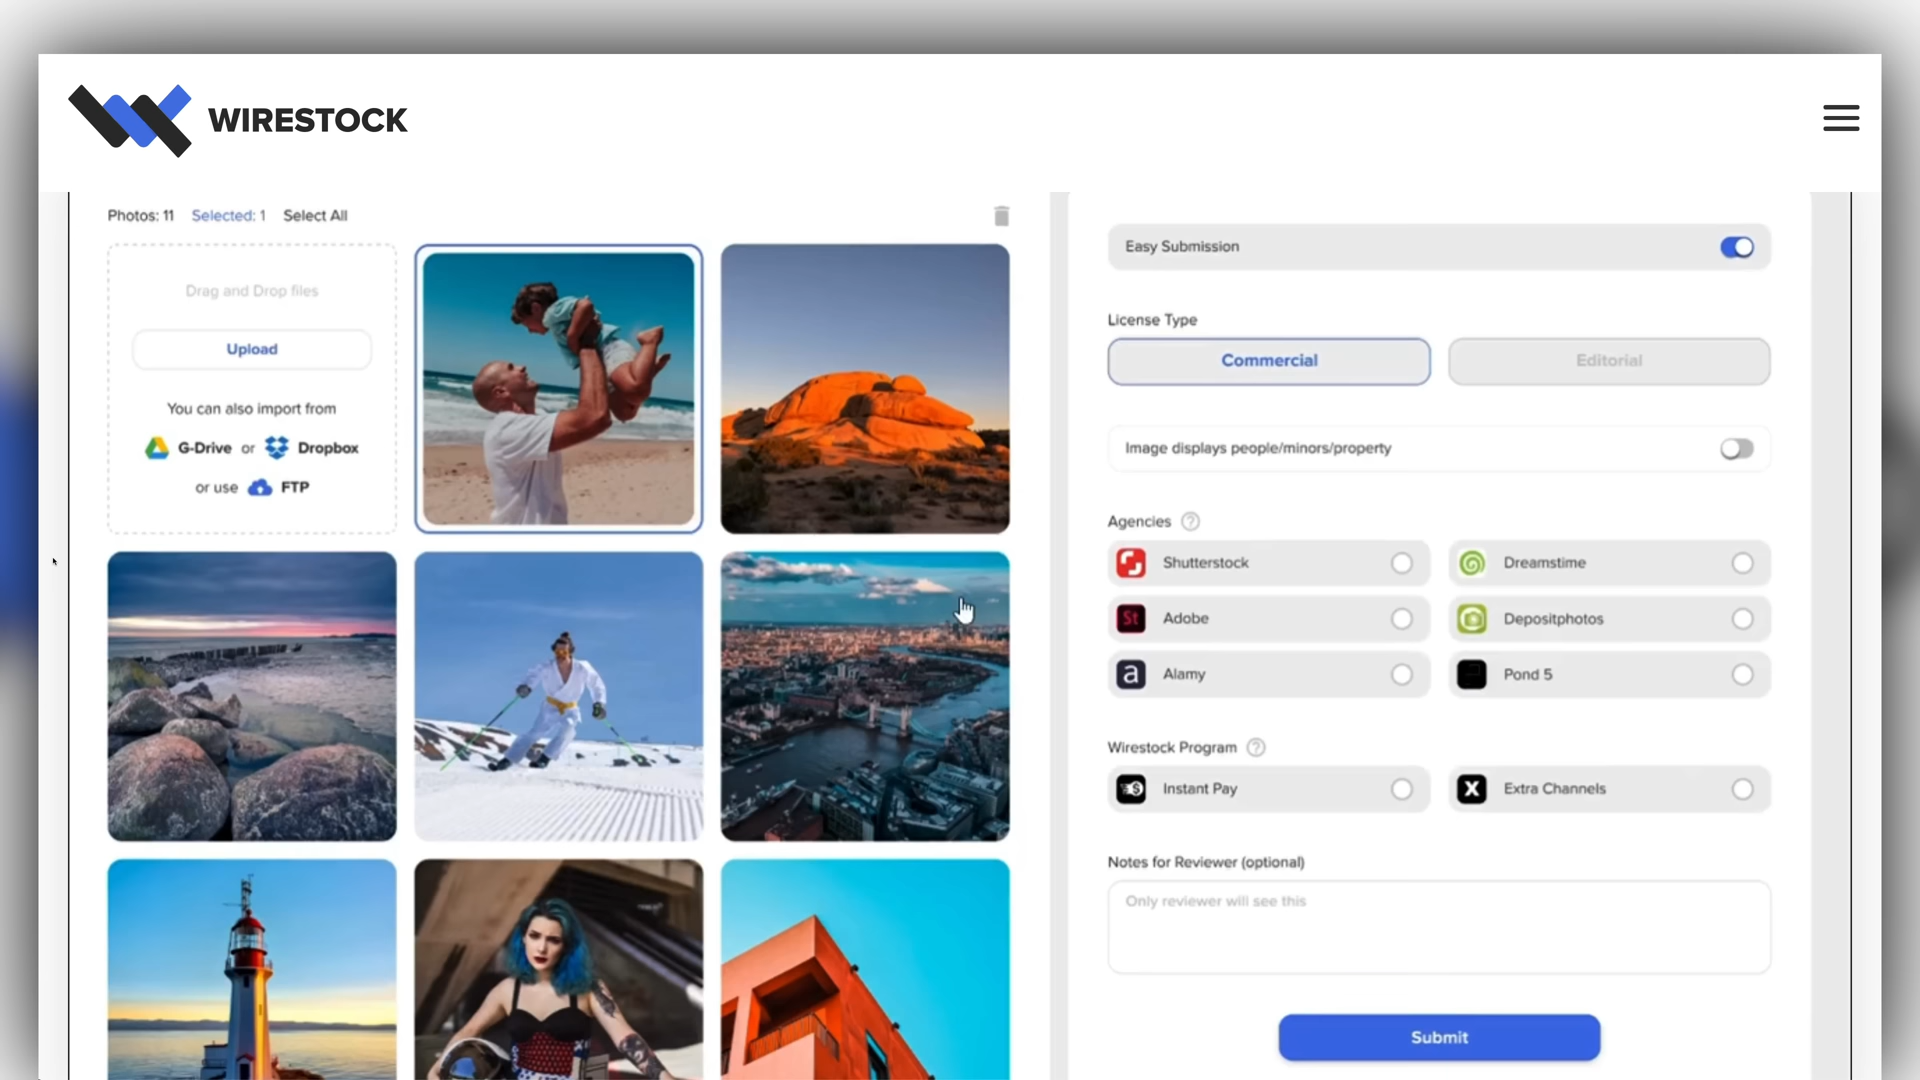 WIRESTOCK
Photos: 11 Selected: 1 Select All
Drag and Drop files
Upload
You can also import from
G-Drive or Dropbox
or use FTP
Easy Submission
License Type
Commercial Editorial
Image displays people/minors/property
Agencies ?
Shutterstock Dreamstime
St Adobe Depositphotos
a Alamy Pond 5
Wirestock Program ?
$ Instant Pay X Extra Channels
Notes for Reviewer (optional)
Only reviewer will see this
Submit